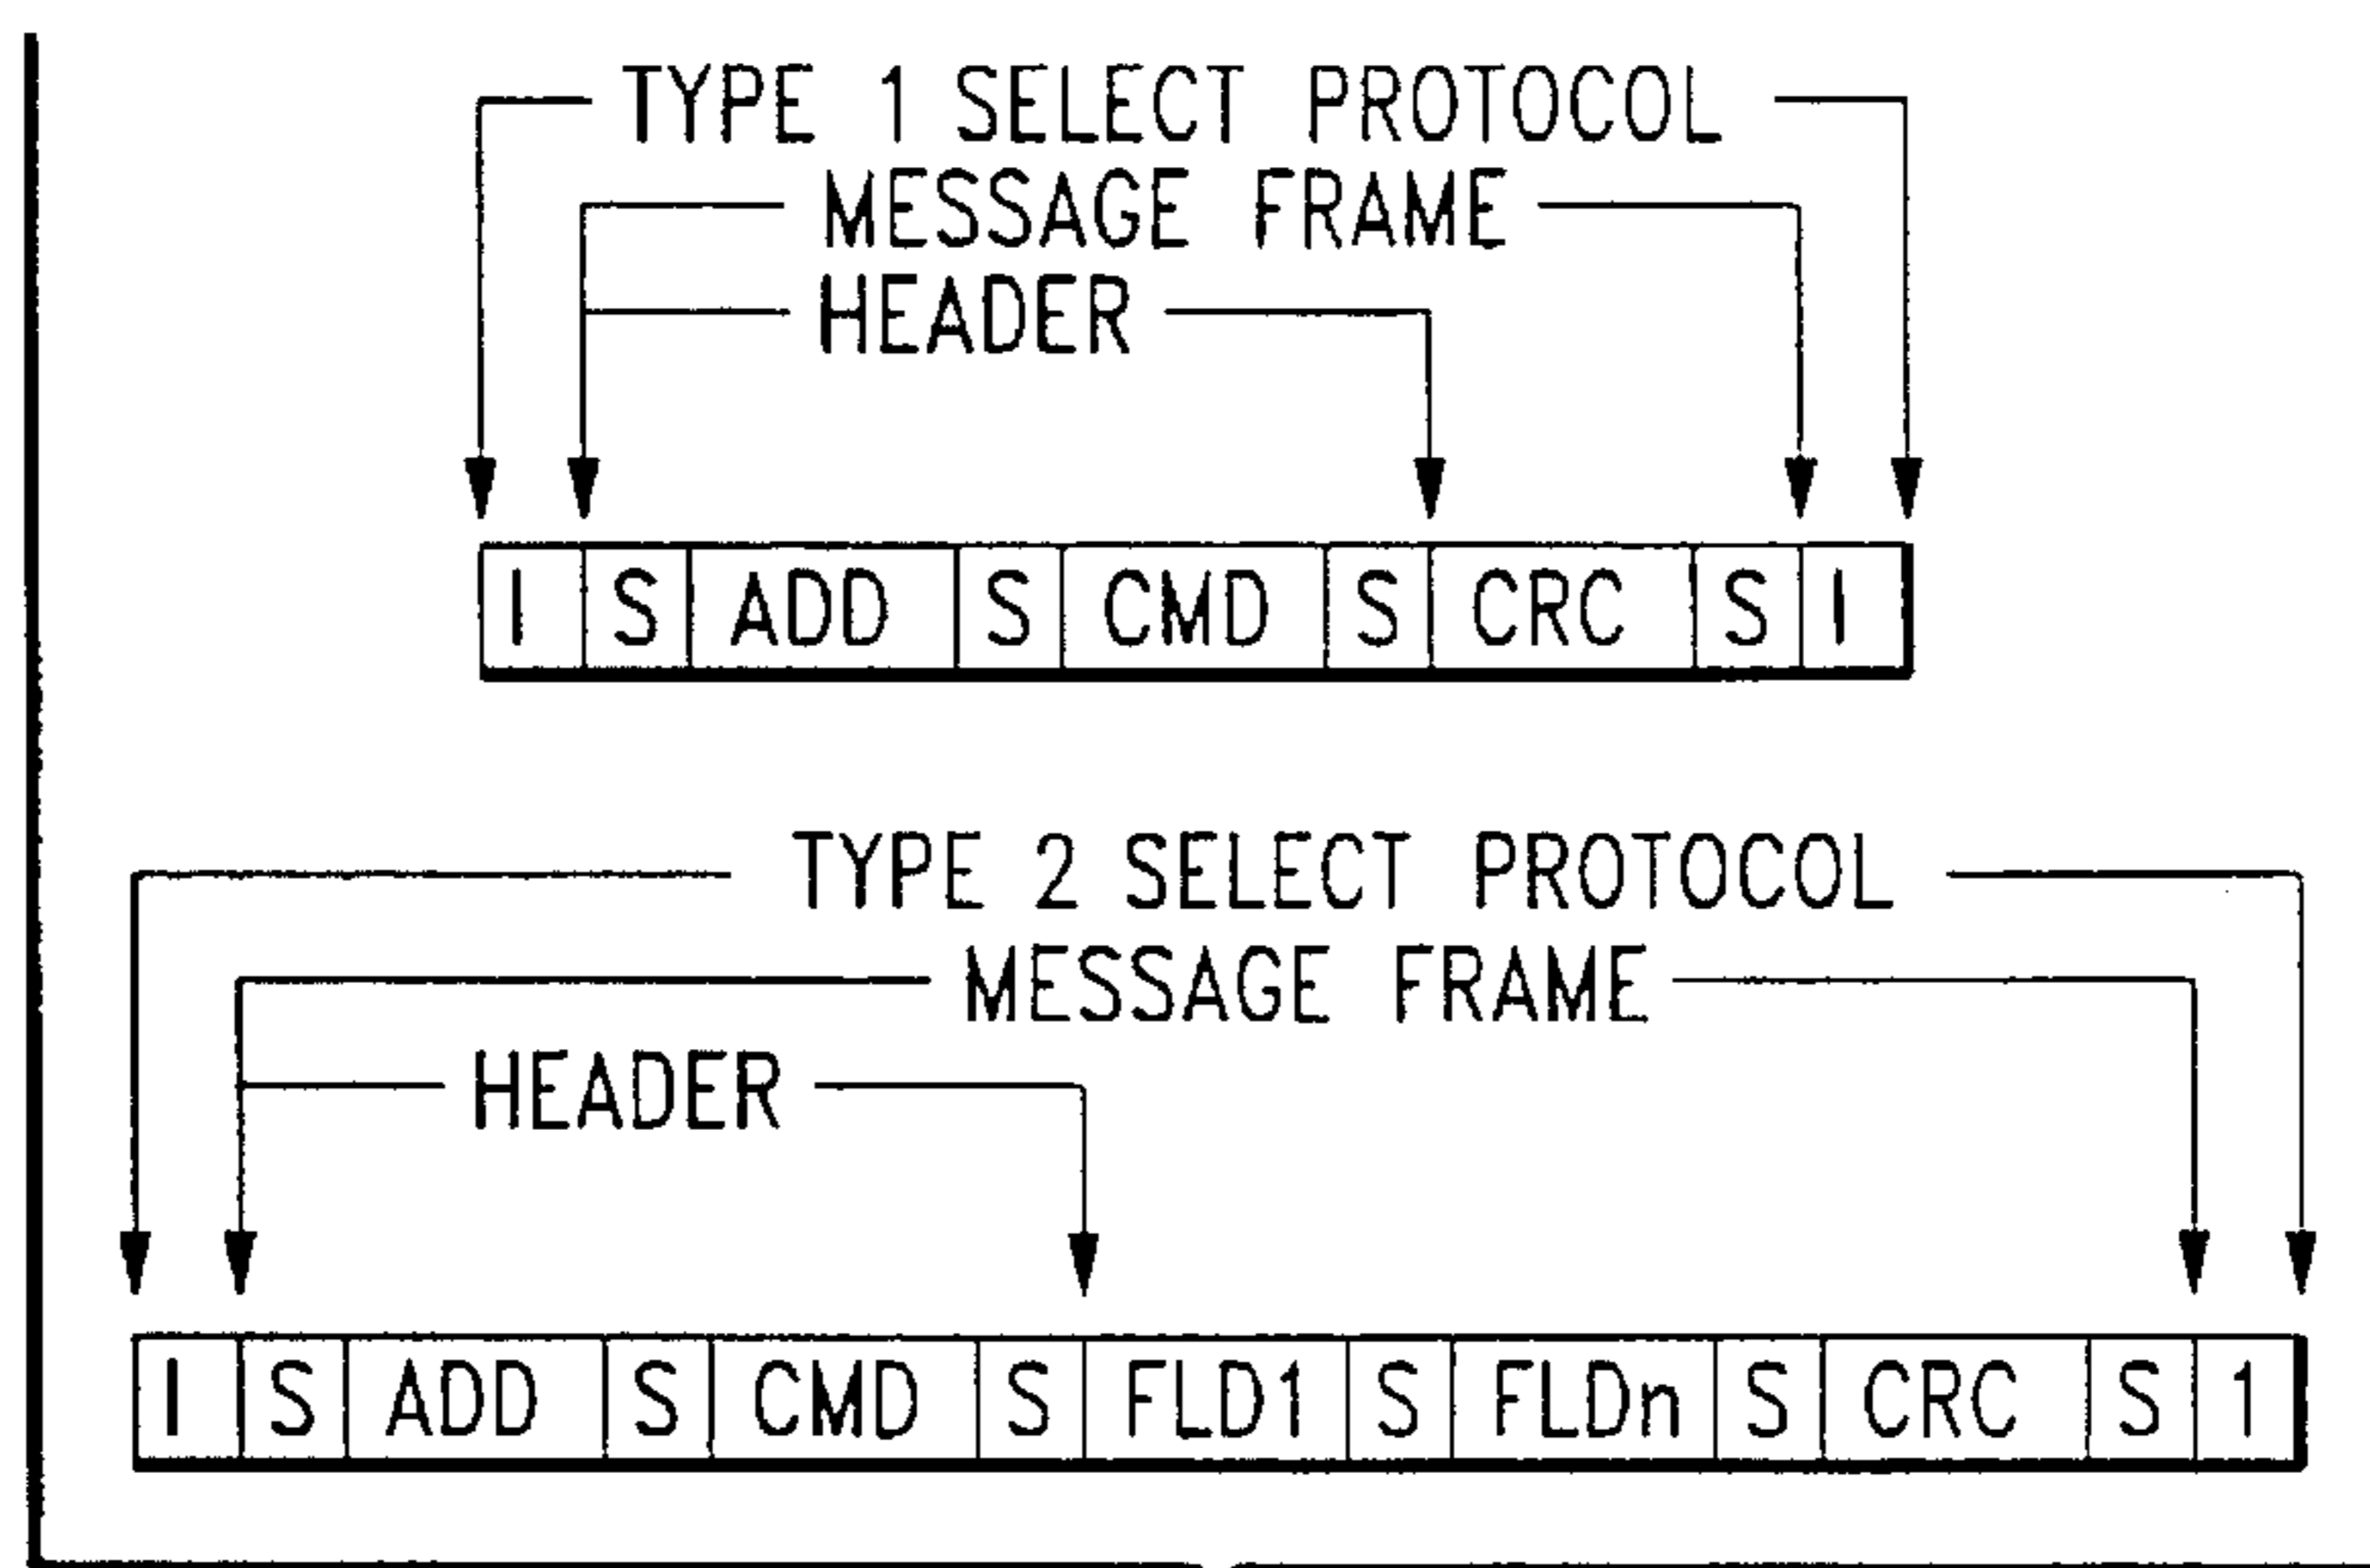 TYPE 1 SELECT PROTOCOL
MESSAGE FRAME
HEADER
I S ADD S CMD S CRC S I
TYPE 2 SELECT PROTOCOL
MESSAGE FRAME
HEADER
I S ADD S CMD S FLD1 S FLDn S CRC S 1